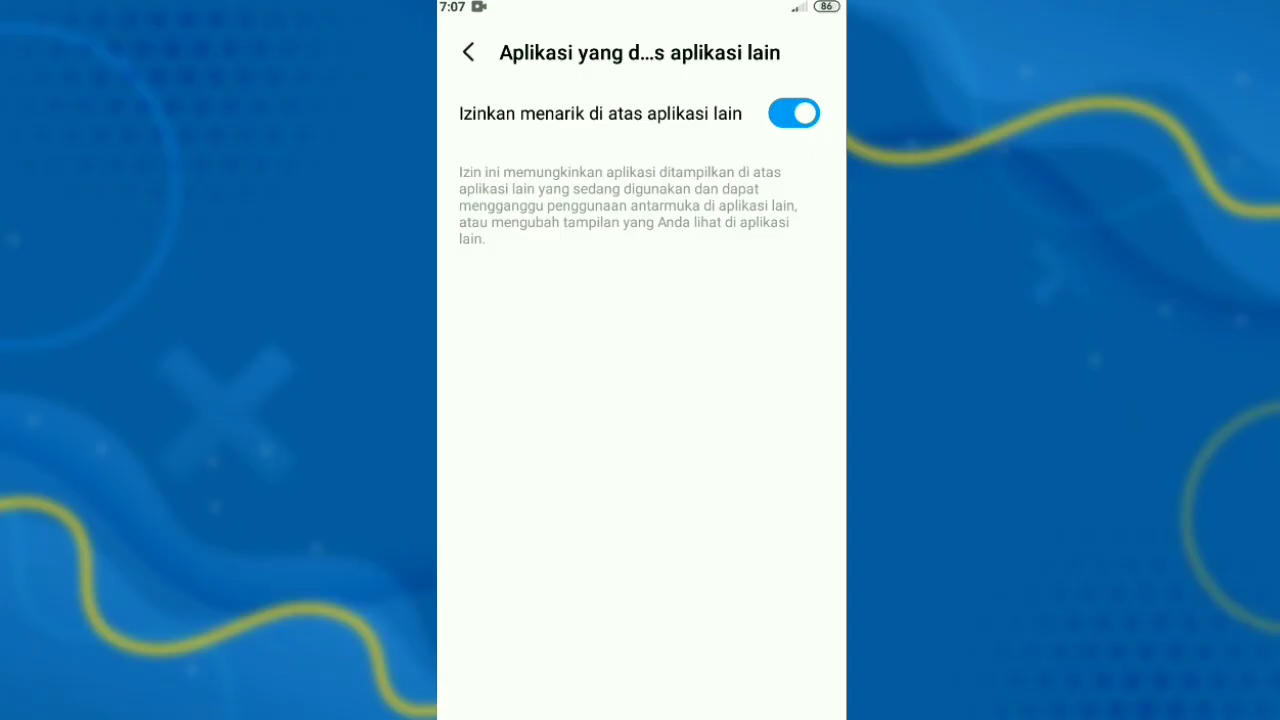 7:07
86
Aplikasi yang d...s aplikasi lain
Izinkan menarik di atas aplikasi lain
Izin ini memungkinkan aplikasi ditampilkan di atas
aplikasi lain yang sedang digunakan dan dapat
mengganggu penggunaan antarmuka di aplikasi lain,
atau mengubah tampilan yang Anda lihat di aplikasi
lain.